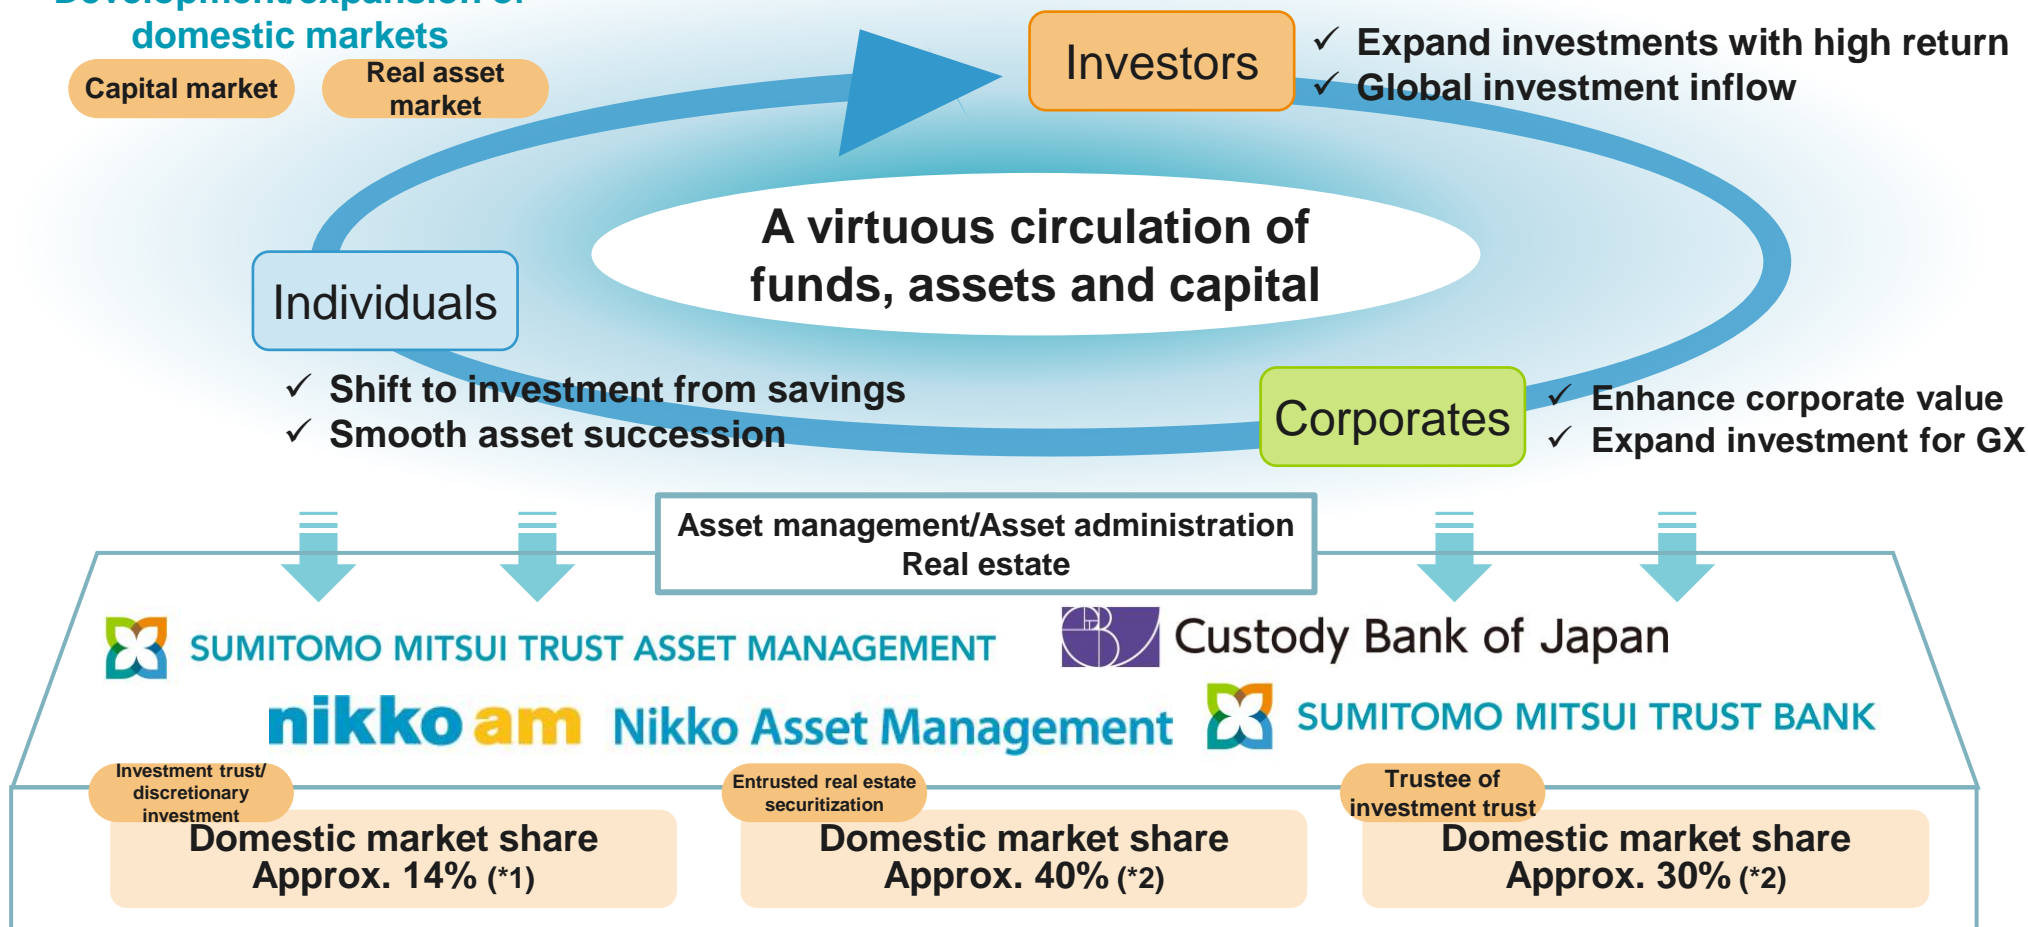 Development/expansion of
domestic markets
Capital market
Real asset
market
Investors
✓ Expand investments with high return
✓ Global investment inflow
A virtuous circulation of
funds, assets and capital
Individuals
✓ Shift to investment from savings
✓ Smooth asset succession
Corporates
✓ Enhance corporate value
✓ Expand investment for GX
Asset management/Asset administration
Real estate
SUMITOMO MITSUI TRUST ASSET MANAGEMENT
Custody Bank of Japan
nikko am Nikko Asset Management
SUMITOMO MITSUI TRUST BANK
Investment trust/
discretionary
investment
Domestic market share
Approx. 14% (*1)
Entrusted real estate
securitization
Domestic market share
Approx. 40% (*2)
Trustee of
investment trust
Domestic market share
Approx. 30% (*2)